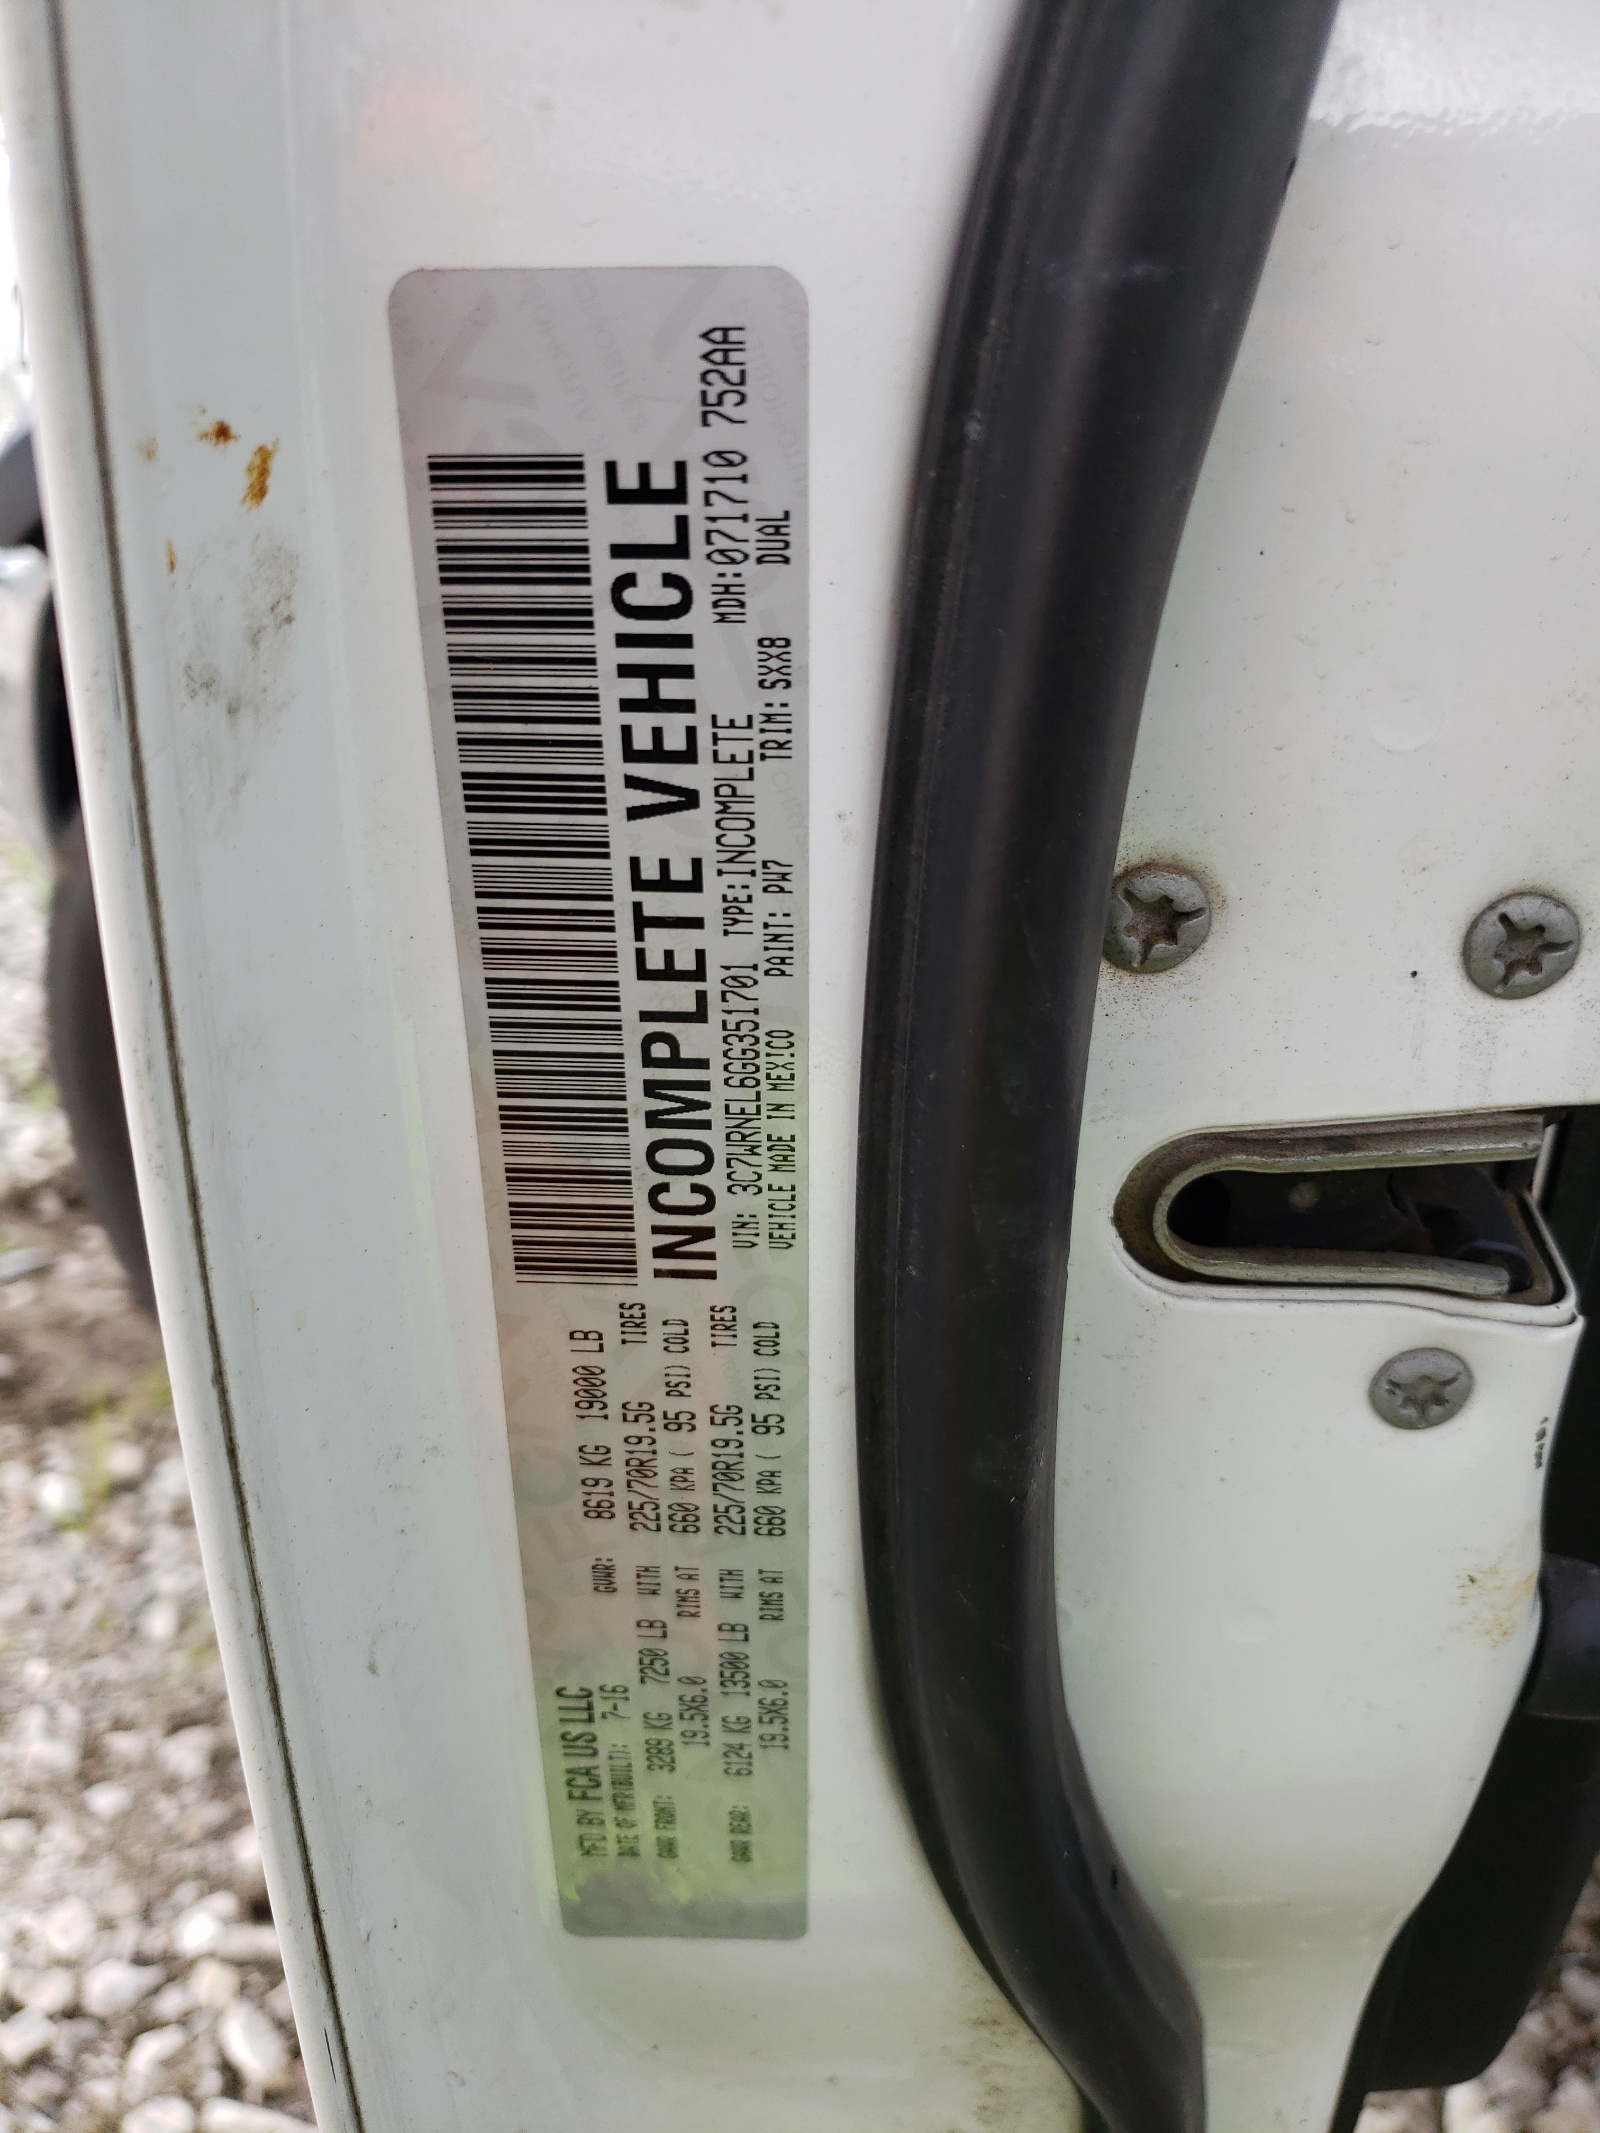 MFD BY FCA US LLC
DATE OF MFR(BUILT): 7-16 GVWR: 8619 KG 19000 LB
GAWR FRONT: 3289 KG 7250 LB WITH 225/70R19.5G TIRES
19.5X6.0 RIMS AT 660 KPA ( 95 PSI) COLD
GAWR REAR: 6124 KG 13500 LB WITH 225/70R19.5G TIRES
19.5X6.0 RIMS AT 660 KPA ( 95 PSI) COLD
INCOMPLETE VEHICLE
MDH:071710 752AA
VIN: 3C7WRNEL6GG351701 TYPE:INCOMPLETE DUAL
VEHICLE MADE IN MEXICO PAINT: PW7 TRIM: SXX8